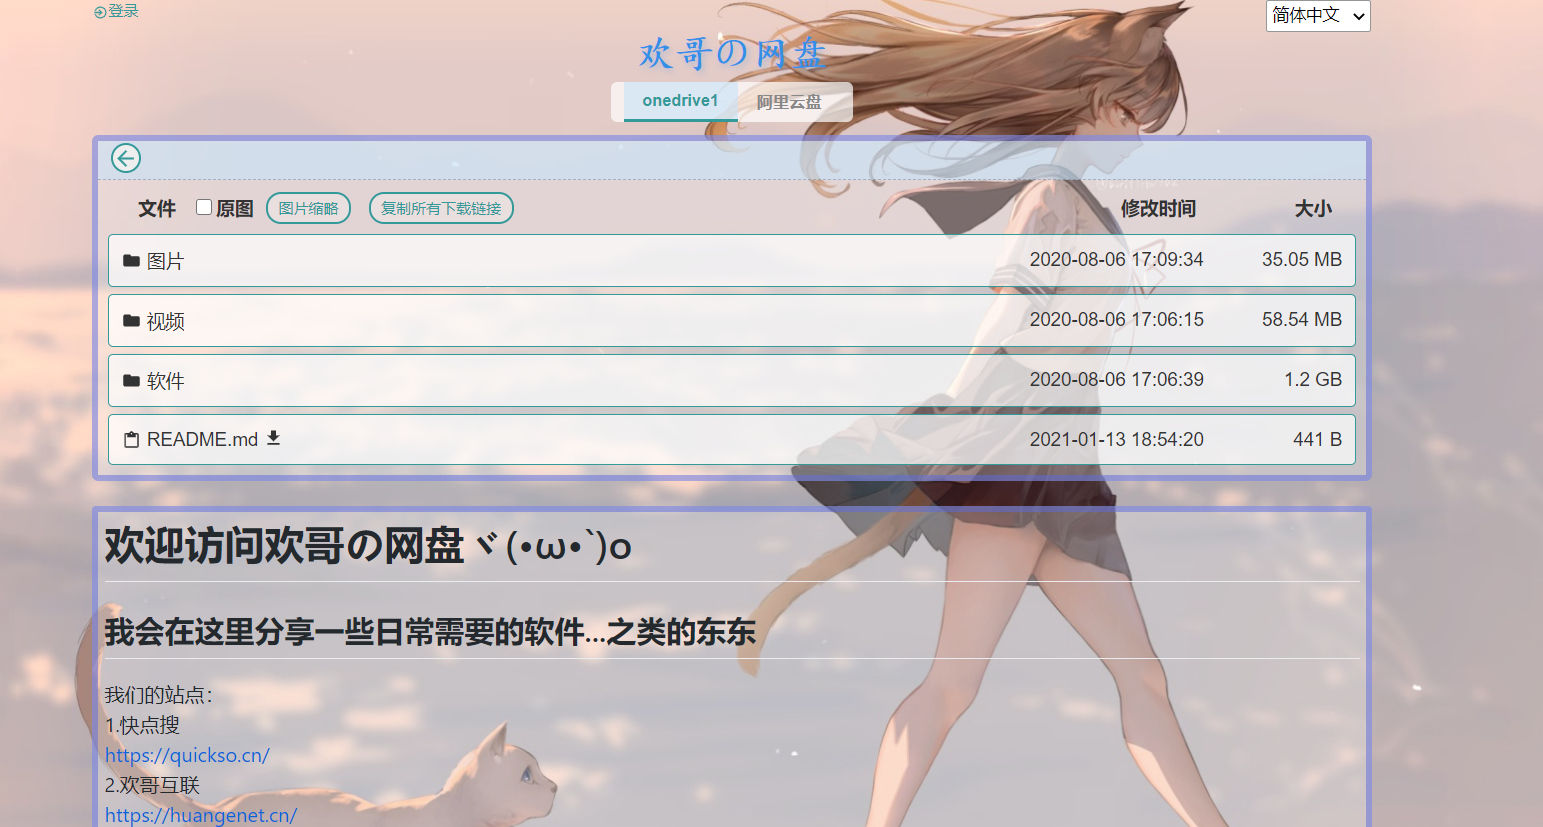 登录
简体中文
欢哥の网盘
onedrive1 阿里云盘
文件 原图 图片缩略 复制所有下载链接 修改时间 大小
图片 2020-08-06 17:09:34 35.05 MB
视频 2020-08-06 17:06:15 58.54 MB
软件 2020-08-06 17:06:39 1.2 GB
README.md 2021-01-13 18:54:20 441 B
欢迎访问欢哥の网盘ヾ(•ω•`)o
我会在这里分享一些日常需要的软件...之类的东东
我们的站点：
1.快点搜
https://quickso.cn/
2.欢哥互联
https://huangenet.cn/